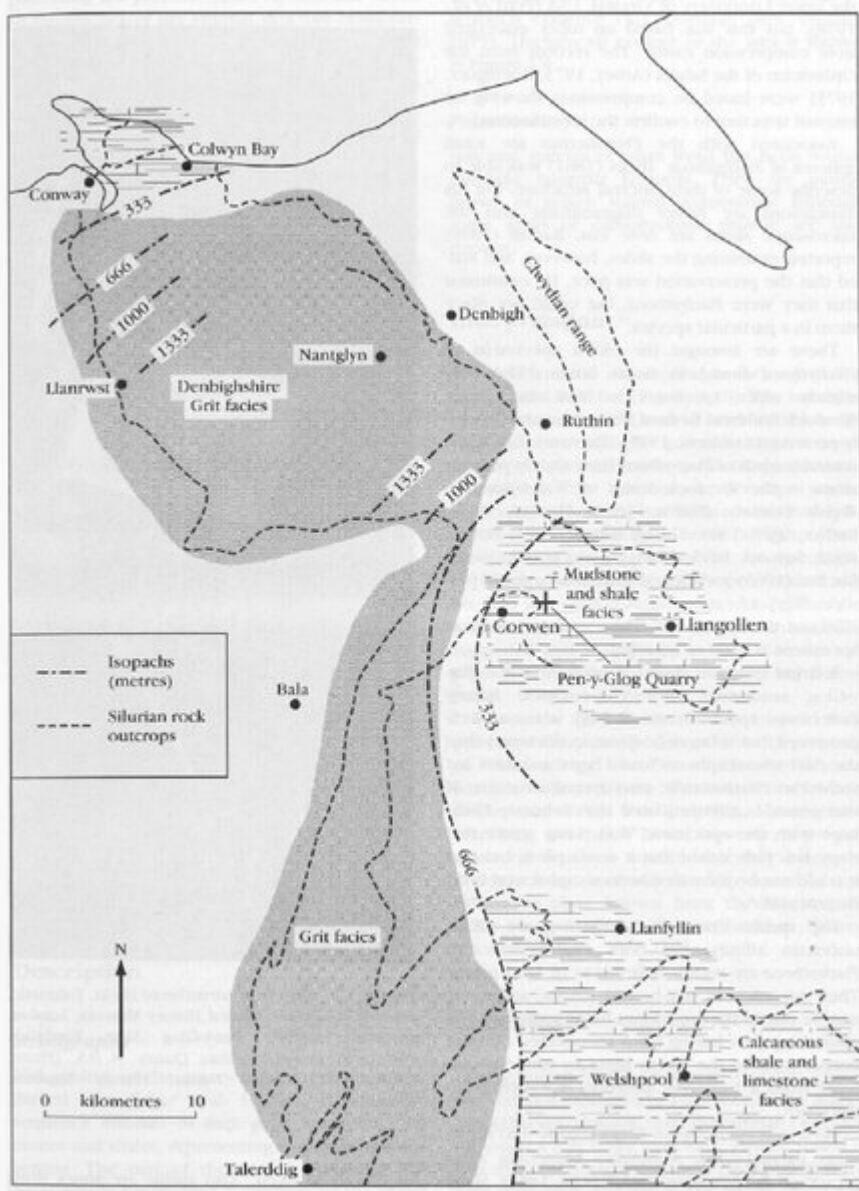 Colwyn Bay
Conway
333
666
1000
1333
Llanrwst
Denbighshire
Grit facies
Nantglyn
Denbigh
Clwydian Range
Ruthin
1333
1000
Mudstone
and shale
facies
Corwen
Llangollen
Pen-y-Glog Quarry
333
Isopachs
(metres)
Silurian rock
outcrops
Bala
666
Grit facies
Llanfyllin
N
0 kilometres 10
Welshpool
Calcareous
shale and
limestone
facies
Talerddig